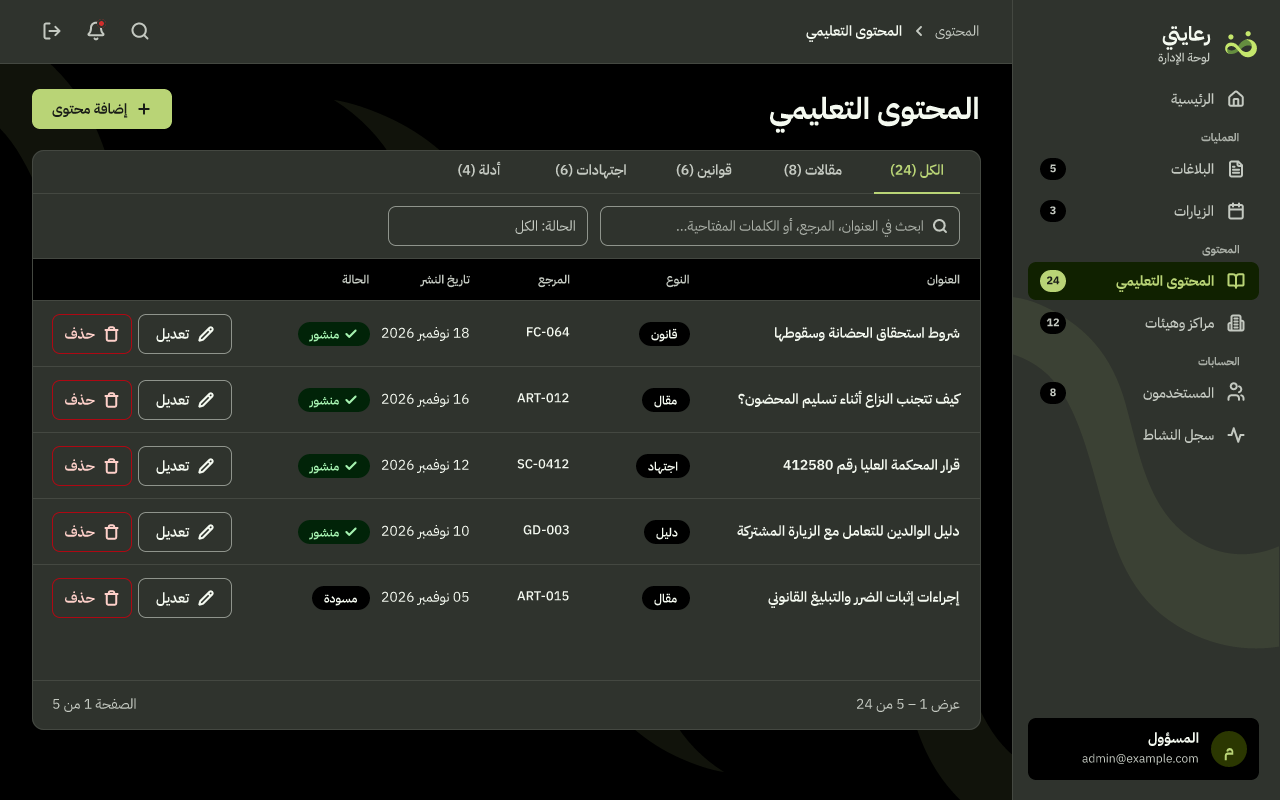 رعايتي
لوحة الإدارة
الرئيسية
العمليات
البلاغات 5
الزيارات 3
المحتوى
المحتوى التعليمي 24
مراكز وهيئات 12
الحسابات
المستخدمون 8
سجل النشاط
م
المسؤول
admin@example.com
المحتوى المحتوى التعليمي
المحتوى التعليمي
إضافة محتوى
الكل (24) مقالات (8) قوانين (6) اجتهادات (6) أدلة (4)
ابحث في العنوان، المرجع، أو الكلمات المفتاحية... الحالة: الكل
العنوان النوع المرجع تاريخ النشر الحالة
شروط استحقاق الحضانة وسقوطها قانون FC-064 18 نوفمبر 2026 منشور تعديل حذف
كيف تتجنب النزاع أثناء تسليم المحضون؟ مقال ART-012 16 نوفمبر 2026 منشور تعديل حذف
قرار المحكمة العليا رقم 412580 اجتهاد SC-0412 12 نوفمبر 2026 منشور تعديل حذف
دليل الوالدين للتعامل مع الزيارة المشتركة دليل GD-003 10 نوفمبر 2026 منشور تعديل حذف
إجراءات إثبات الضرر والتبليغ القانوني مقال ART-015 05 نوفمبر 2026 مسودة تعديل حذف
عرض 1 – 5 من 24 الصفحة 1 من 5